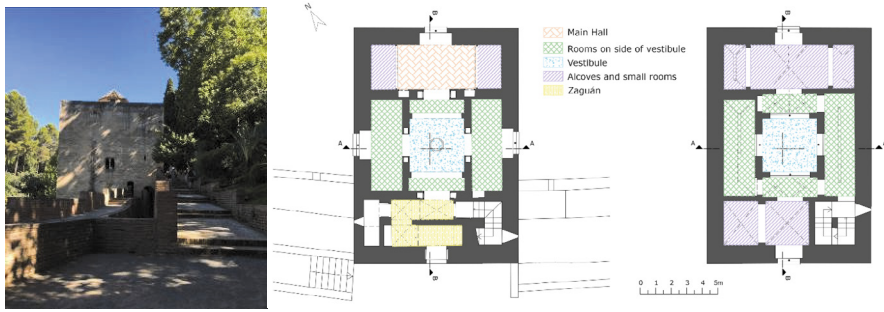 N
B
Main Hall
Rooms on side of vestibule
Vestibule
Alcoves and small rooms
Zaguán
A
A
B
B
A
A
B
0 1 2 3 4 5m